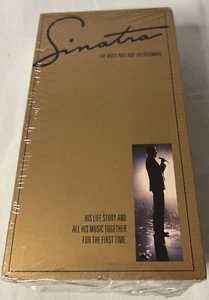 Sinatra
THE MUSIC WAS JUST THE BEGINNING.
HIS LIFE STORY AND
ALL HIS MUSIC TOGETHER
FOR THE FIRST TIME.